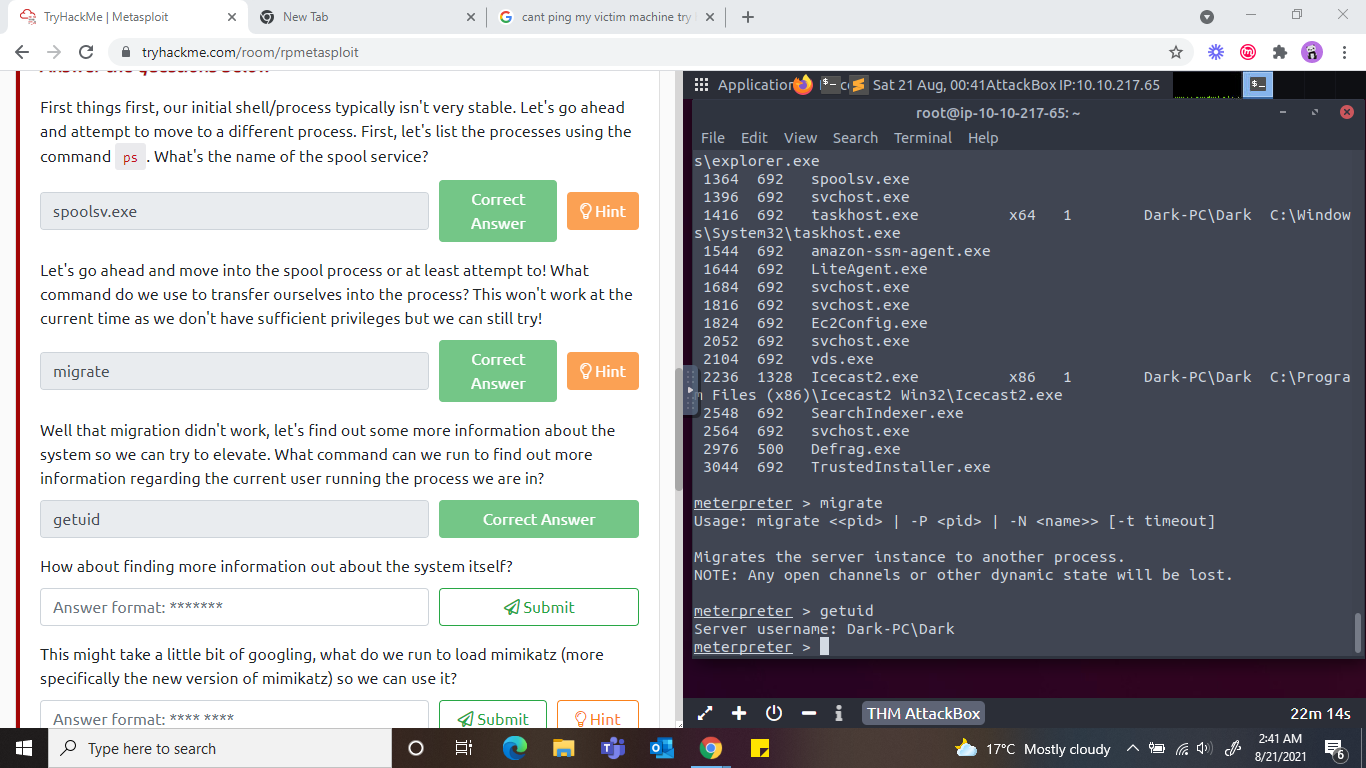 TryHackMe | Metasploit
New Tab
cant ping my victim machine try
tryhackme.com/room/rpmetasploit
First things first, our initial shell/process typically isn't very stable. Let's go ahead
and attempt to move to a different process. First, let's list the processes using the
command ps . What's the name of the spool service?
spoolsv.exe
Correct
Answer
Hint
Let's go ahead and move into the spool process or at least attempt to! What
command do we use to transfer ourselves into the process? This won't work at the
current time as we don't have sufficient privileges but we can still try!
migrate
Correct
Answer
Hint
Well that migration didn't work, let's find out some more information about the
system so we can try to elevate. What command can we run to find out more
information regarding the current user running the process we are in?
getuid
Correct Answer
How about finding more information out about the system itself?
Answer format: *******
Submit
This might take a little bit of googling, what do we run to load mimikatz (more
specifically the new version of mimikatz) so we can use it?
Answer format: **** ****
Submit
Hint
Application
Sat 21 Aug, 00:41
AttackBox IP:10.10.217.65
root@ip-10-10-217-65: ~
File Edit View Search Terminal Help
s\explorer.exe
1364 692 spoolsv.exe
1396 692 svchost.exe
1416 692 taskhost.exe x64 1 Dark-PC\Dark C:\Window
s\System32\taskhost.exe
1544 692 amazon-ssm-agent.exe
1644 692 LiteAgent.exe
1684 692 svchost.exe
1816 692 svchost.exe
1824 692 Ec2Config.exe
2052 692 svchost.exe
2104 692 vds.exe
2236 1328 Icecast2.exe x86 1 Dark-PC\Dark C:\Progra
m Files (x86)\Icecast2 Win32\Icecast2.exe
2548 692 SearchIndexer.exe
2564 692 svchost.exe
2976 500 Defrag.exe
3044 692 TrustedInstaller.exe
meterpreter > migrate
Usage: migrate <<pid> | -P <pid> | -N <name>> [-t timeout]
Migrates the server instance to another process.
NOTE: Any open channels or other dynamic state will be lost.
meterpreter > getuid
Server username: Dark-PC\Dark
meterpreter >
THM AttackBox
22m 14s
Type here to search
17°C Mostly cloudy
2:41 AM
8/21/2021
6